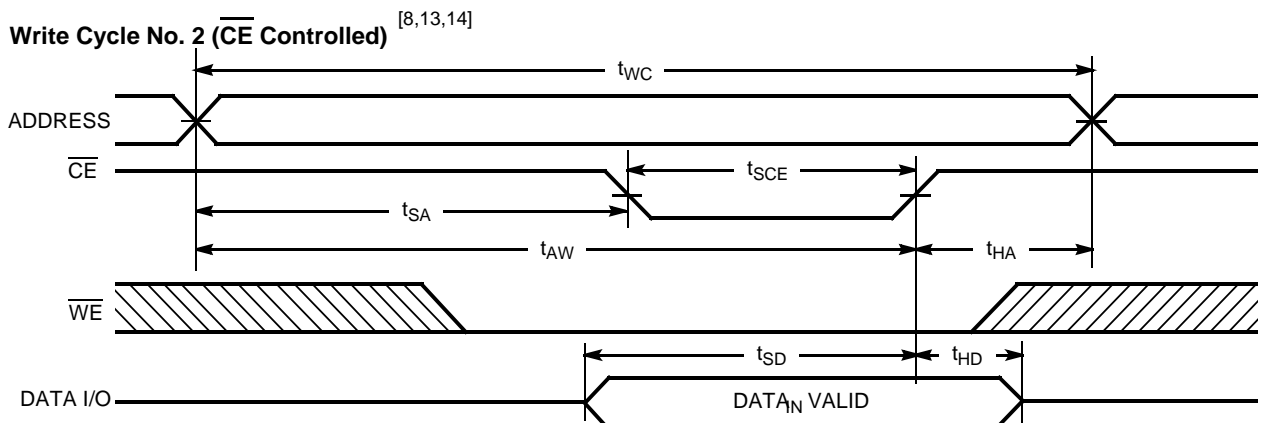 Write Cycle No. 2 (CE Controlled) [8,13,14]
tWC
ADDRESS
CE
tSCE
tSA
tAW
tHA
WE
tSD
tHD
DATA I/O
DATAIN VALID